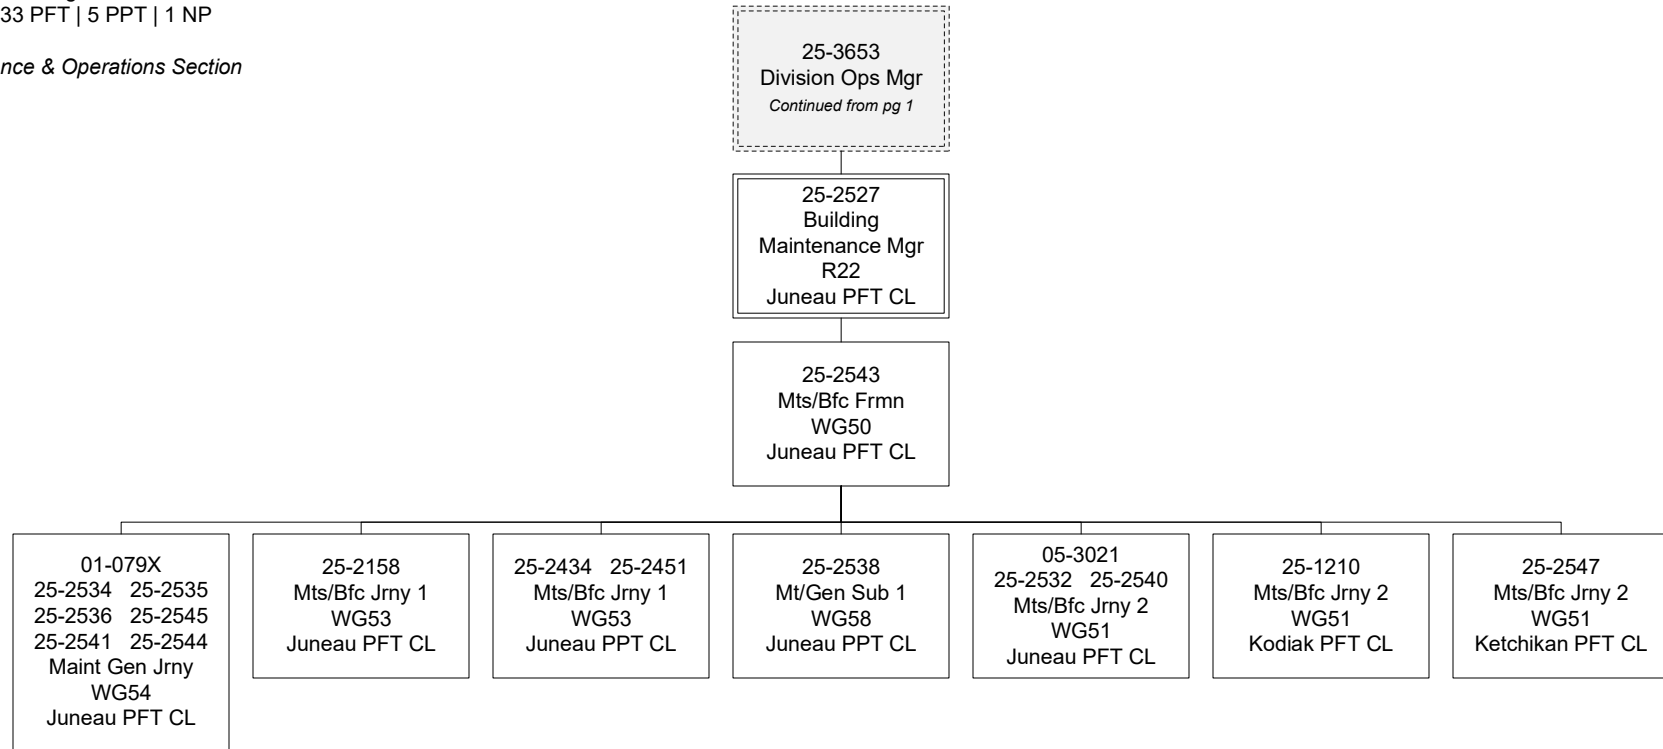 33 PFT | 5 PPT | 1 NP
nce & Operations Section
25-3653
Division Ops Mgr
Continued from pg 1
25-2527
Building
Maintenance Mgr
R22
Juneau PFT CL
25-2543
Mts/Bfc Frmn
WG50
Juneau PFT CL
01-079X
25-2534 25-2535
25-2536 25-2545
25-2541 25-2544
Maint Gen Jrny
WG54
Juneau PFT CL
25-2158
Mts/Bfc Jrny 1
WG53
Juneau PFT CL
25-2434 25-2451
Mts/Bfc Jrny 1
WG53
Juneau PPT CL
25-2538
Mt/Gen Sub 1
WG58
Juneau PPT CL
05-3021
25-2532 25-2540
Mts/Bfc Jrny 2
WG51
Juneau PFT CL
25-1210
Mts/Bfc Jrny 2
WG51
Kodiak PFT CL
25-2547
Mts/Bfc Jrny 2
WG51
Ketchikan PFT CL